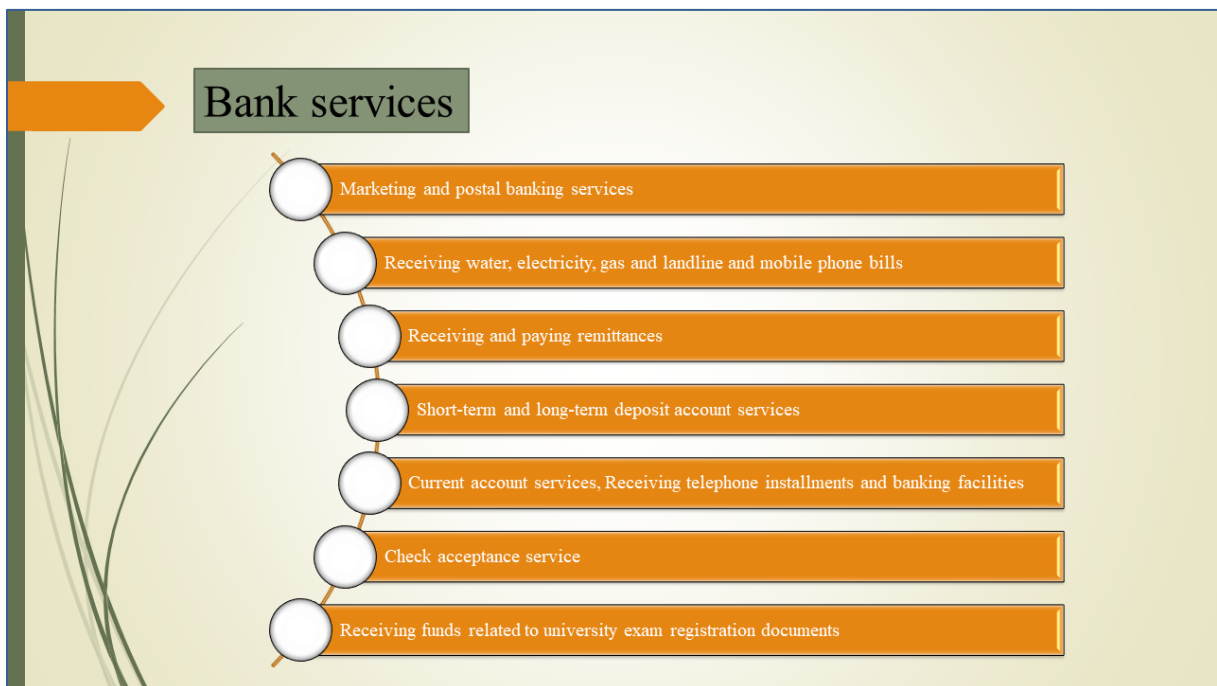 Bank services
Marketing and postal banking services
Receiving water, electricity, gas and landline and mobile phone bills
Receiving and paying remittances
Short-term and long-term deposit account services
Current account services, Receiving telephone installments and banking facilities
Check acceptance service
Receiving funds related to university exam registration documents